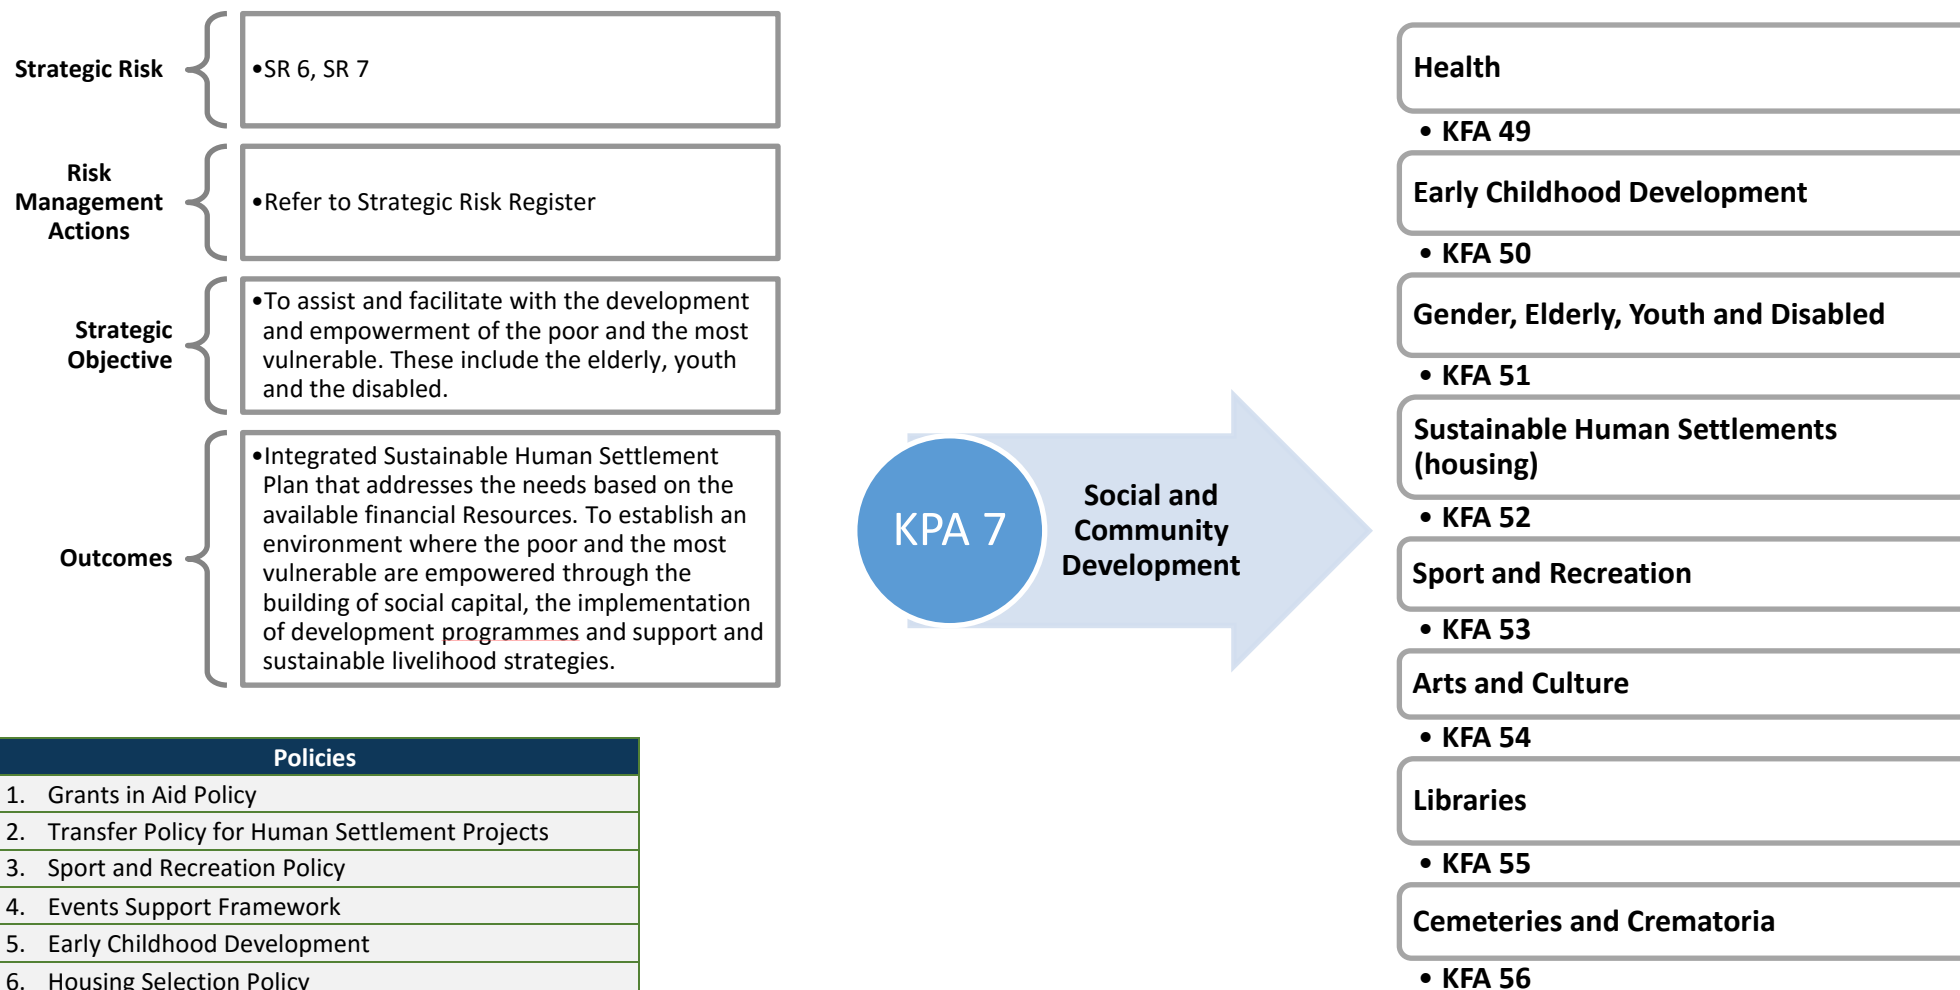 Strategic Risk
•SR 6, SR 7
Risk
Management
Actions
•Refer to Strategic Risk Register
Strategic
Objective
•To assist and facilitate with the development
and empowerment of the poor and the most
vulnerable. These include the elderly, youth
and the disabled.
Outcomes
•Integrated Sustainable Human Settlement
Plan that addresses the needs based on the
available financial Resources. To establish an
environment where the poor and the most
vulnerable are empowered through the
building of social capital, the implementation
of development programmes and support and
sustainable livelihood strategies.
Policies
1. Grants in Aid Policy
2. Transfer Policy for Human Settlement Projects
3. Sport and Recreation Policy
4. Events Support Framework
5. Early Childhood Development
6. Housing Selection Policy
KPA 7
Social and
Community
Development
Health
• KFA 49
Early Childhood Development
• KFA 50
Gender, Elderly, Youth and Disabled
• KFA 51
Sustainable Human Settlements
(housing)
• KFA 52
Sport and Recreation
• KFA 53
Arts and Culture
• KFA 54
Libraries
• KFA 55
Cemeteries and Crematoria
• KFA 56